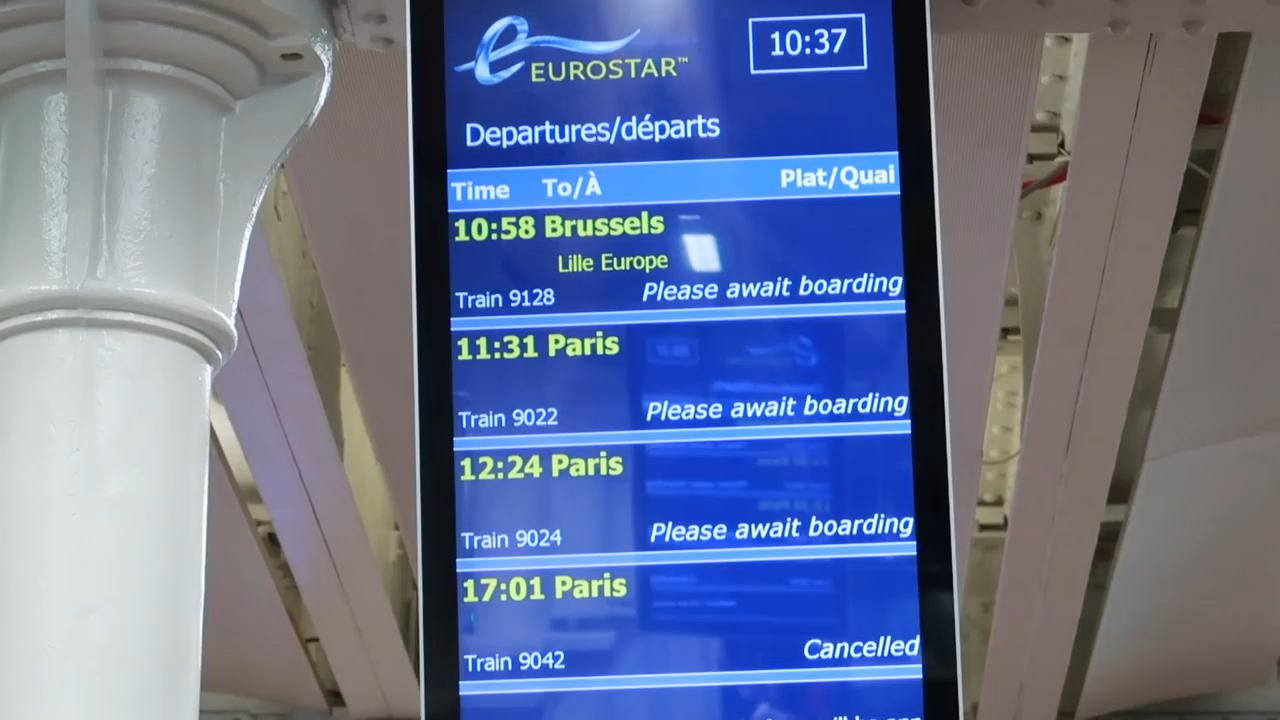 EUROSTAR™
10:37
Departures/départs
Time To/À Plat/Quai
10:58 Brussels
Lille Europe
Train 9128 Please await boarding
11:31 Paris
Train 9022 Please await boarding
12:24 Paris
Train 9024 Please await boarding
17:01 Paris
Train 9042 Cancelled